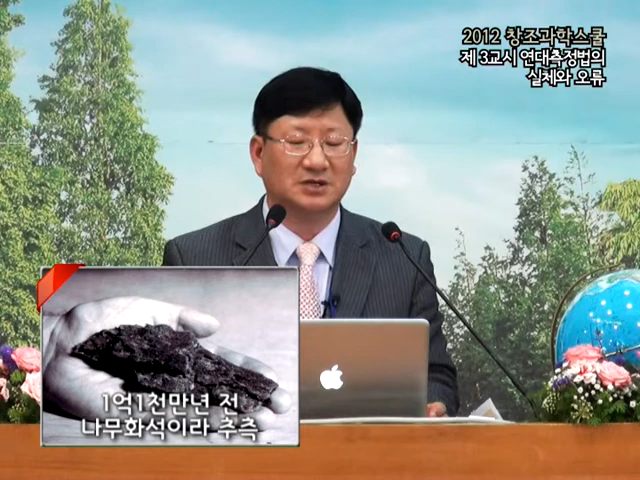 2012 창조과학스쿨
제 3교시 연대측정법의
실제와 오류
1억1천만년 전
나무화석이라 추측